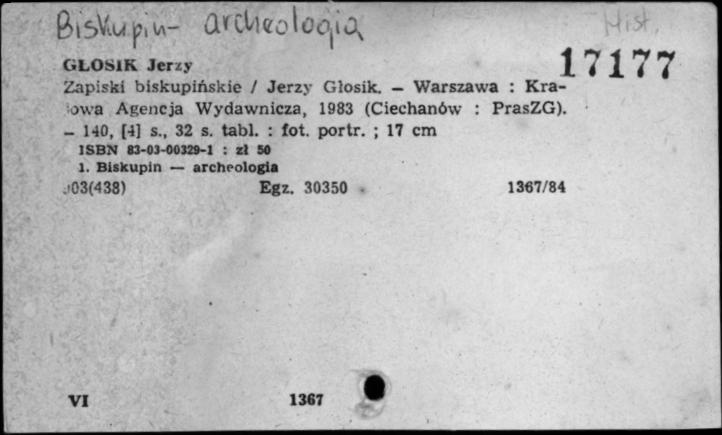 Biskupin - archeologia Hist.
17177
GŁOSIK Jerzy
Zapiski biskupińskie / Jerzy Głosik. — Warszawa : Kra-
owa Agencja Wydawnicza, 1983 (Ciechanów : PrasZG).
— 140, [4] s., 32 s. tabl. : fot. portr. ; 17 cm
ISBN 83-03-00329-1 : zł 50
1. Biskupin — archeologia
03(438) Egz. 30350 1367/84
VI 1367